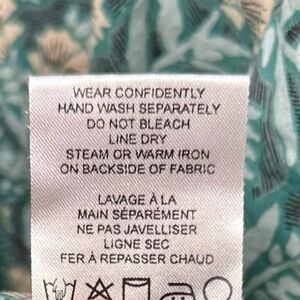 WEAR CONFIDENTLY
HAND WASH SEPARATELY
DO NOT BLEACH
LINE DRY
STEAM OR WARM IRON
ON BACKSIDE OF FABRIC
LAVAGE À LA
MAIN SÉPARÉMENT
NE PAS JAVELLISER
LIGNE SEC
FER À REPASSER CHAUD